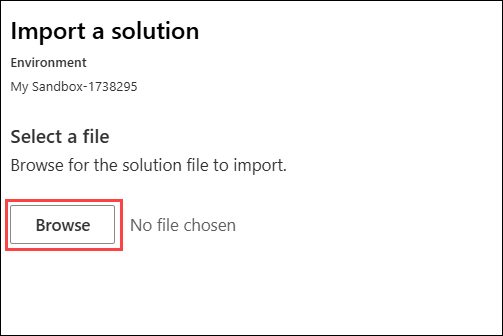 Import a solution
Environment
My Sandbox-1738295
Select a file
Browse for the solution file to import.
Browse No file chosen